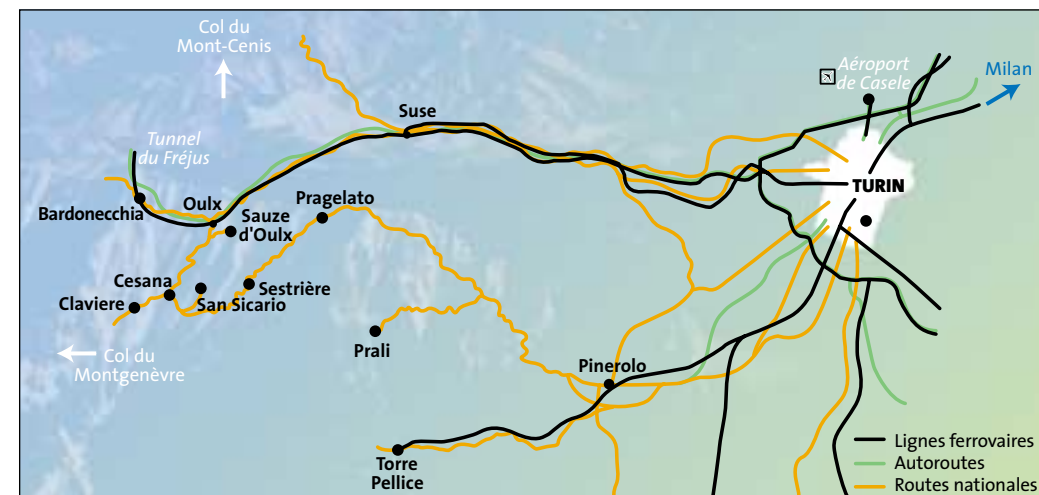 Col du
Mont-Cenis
Aéroport
de Casele
Milan
Suse
Tunnel
du Fréjus
TURIN
Bardonecchia
Oulx
Sauze
d'Oulx
Pragelato
Cesana
San Sicario
Sestrière
Claviere
Prali
Col du
Montgenèvre
Pinerolo
Torre
Pellice
Lignes ferrovaires
Autoroutes
Routes nationales